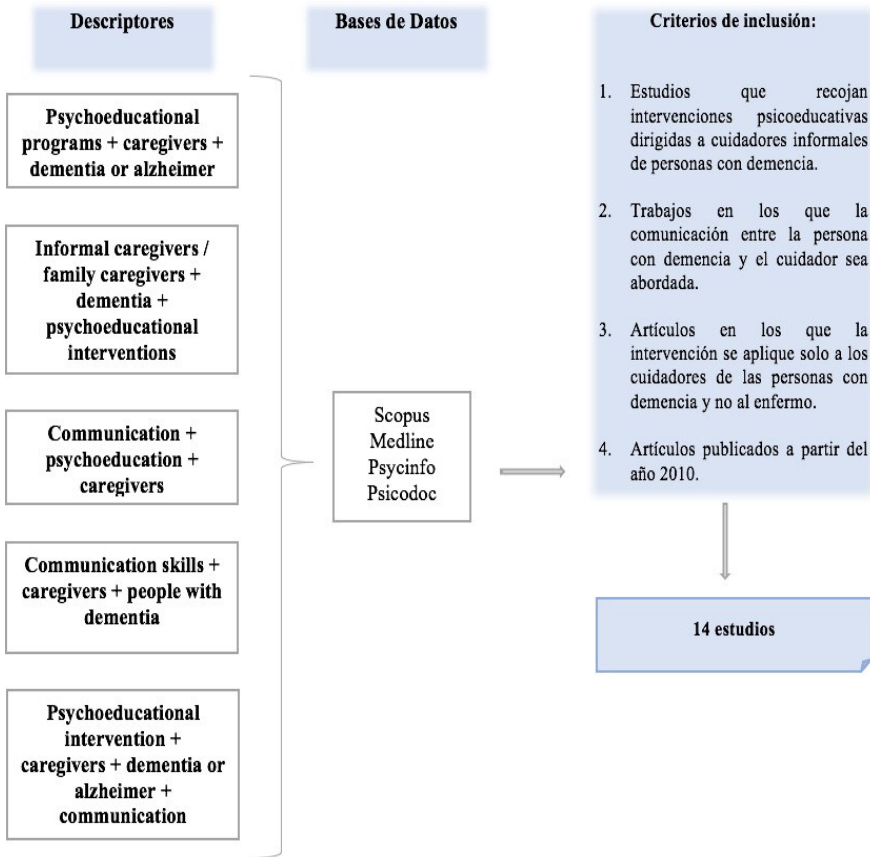 Descriptores
Psychoeducational
programs + caregivers +
dementia or alzheimer
Informal caregivers /
family caregivers +
dementia +
psychoeducational
interventions
Communication +
psychoeducation +
caregivers
Communication skills +
caregivers + people with
dementia
Psychoeducational
intervention +
caregivers + dementia or
alzheimer +
communication
Bases de Datos
Scopus
Medline
Psycinfo
Psicodoc
Criterios de inclusión:
1. Estudios que recojan
intervenciones psicoeducativas
dirigidas a cuidadores informales
de personas con demencia.
2. Trabajos en los que la
comunicación entre la persona
con demencia y el cuidador sea
abordada.
3. Artículos en los que la
intervención se aplique solo a los
cuidadores de las personas con
demencia y no al enfermo.
4. Artículos publicados a partir del
año 2010.
14 estudios